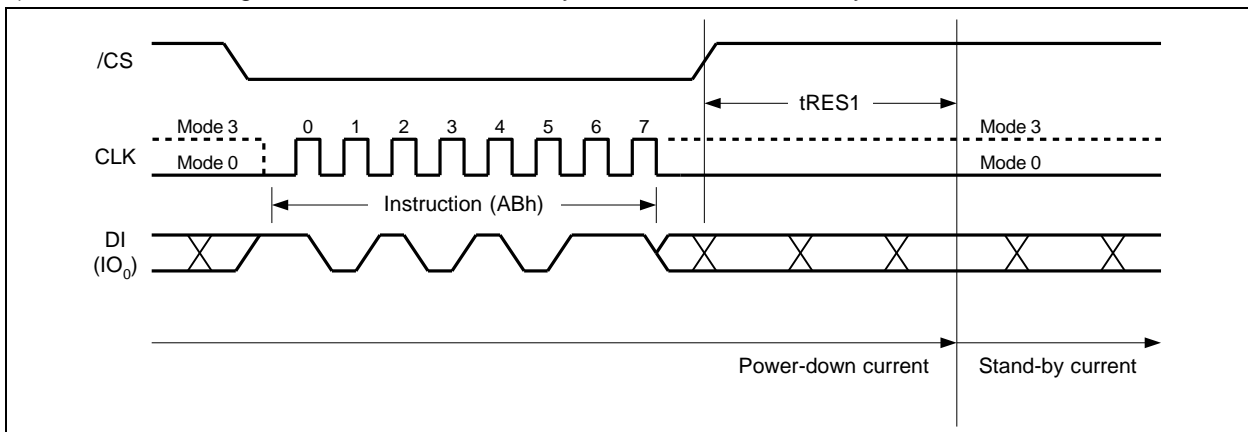 /CS
tRES1
Mode 3 0 1 2 3 4 5 6 7 Mode 3
CLK
Mode 0 Mode 0
Instruction (ABh)
DI
(IO0)
Power-down current Stand-by current